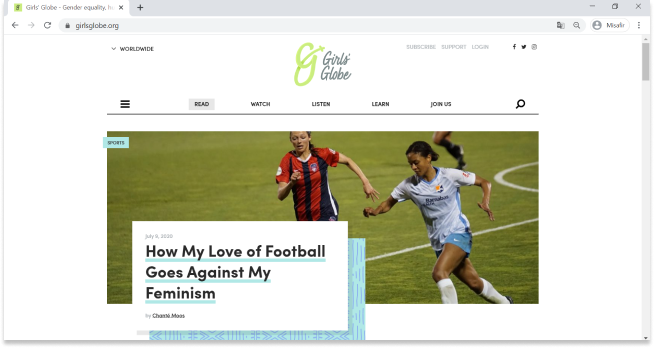 Girls' Globe - Gender equality, h
girlsglobe.org
Misafir
WORLDWIDE
SUBSCRIBE SUPPORT LOGIN
Girls'
Globe
READ WATCH LISTEN LEARN JOIN US
SPORTS
July 9, 2020
How My Love of Football
Goes Against My
Feminism
by Chanté.Maas